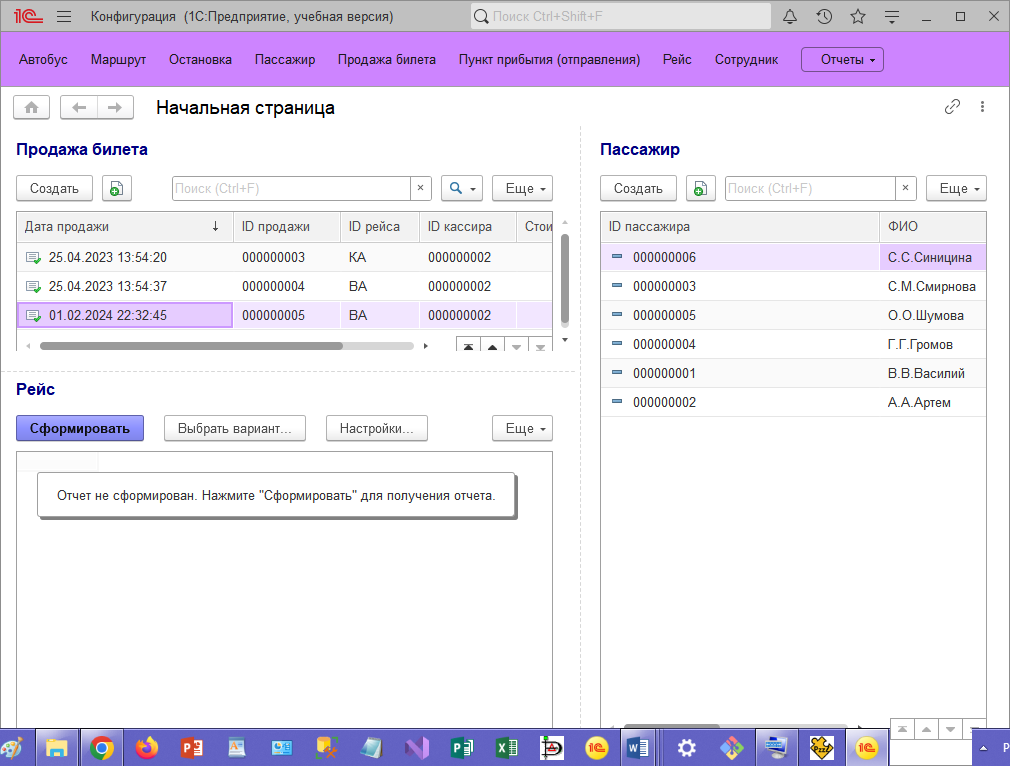 1С Конфигурация (1С:Предприятие, учебная версия) Поиск Ctrl+Shift+F
Автобус Маршрут Остановка Пассажир Продажа билета Пункт прибытия (отправления) Рейс Сотрудник Отчеты
Начальная страница
Продажа билета
Создать Поиск (Ctrl+F) × Еще
Дата продажи ↓ ID продажи ID рейса ID кассира Стои
25.04.2023 13:54:20 000000003 КА 000000002
25.04.2023 13:54:37 000000004 ВА 000000002
01.02.2024 22:32:45 000000005 ВА 000000002
Рейс
Сформировать Выбрать вариант... Настройки... Еще
Отчет не сформирован. Нажмите "Сформировать" для получения отчета.
Пассажир
Создать Поиск (Ctrl+F) × Еще
ID пассажира ФИО
000000006 С.С.Синицина
000000003 С.М.Смирнова
000000005 О.О.Шумова
000000004 Г.Г.Громов
000000001 В.В.Василий
000000002 А.А.Артем